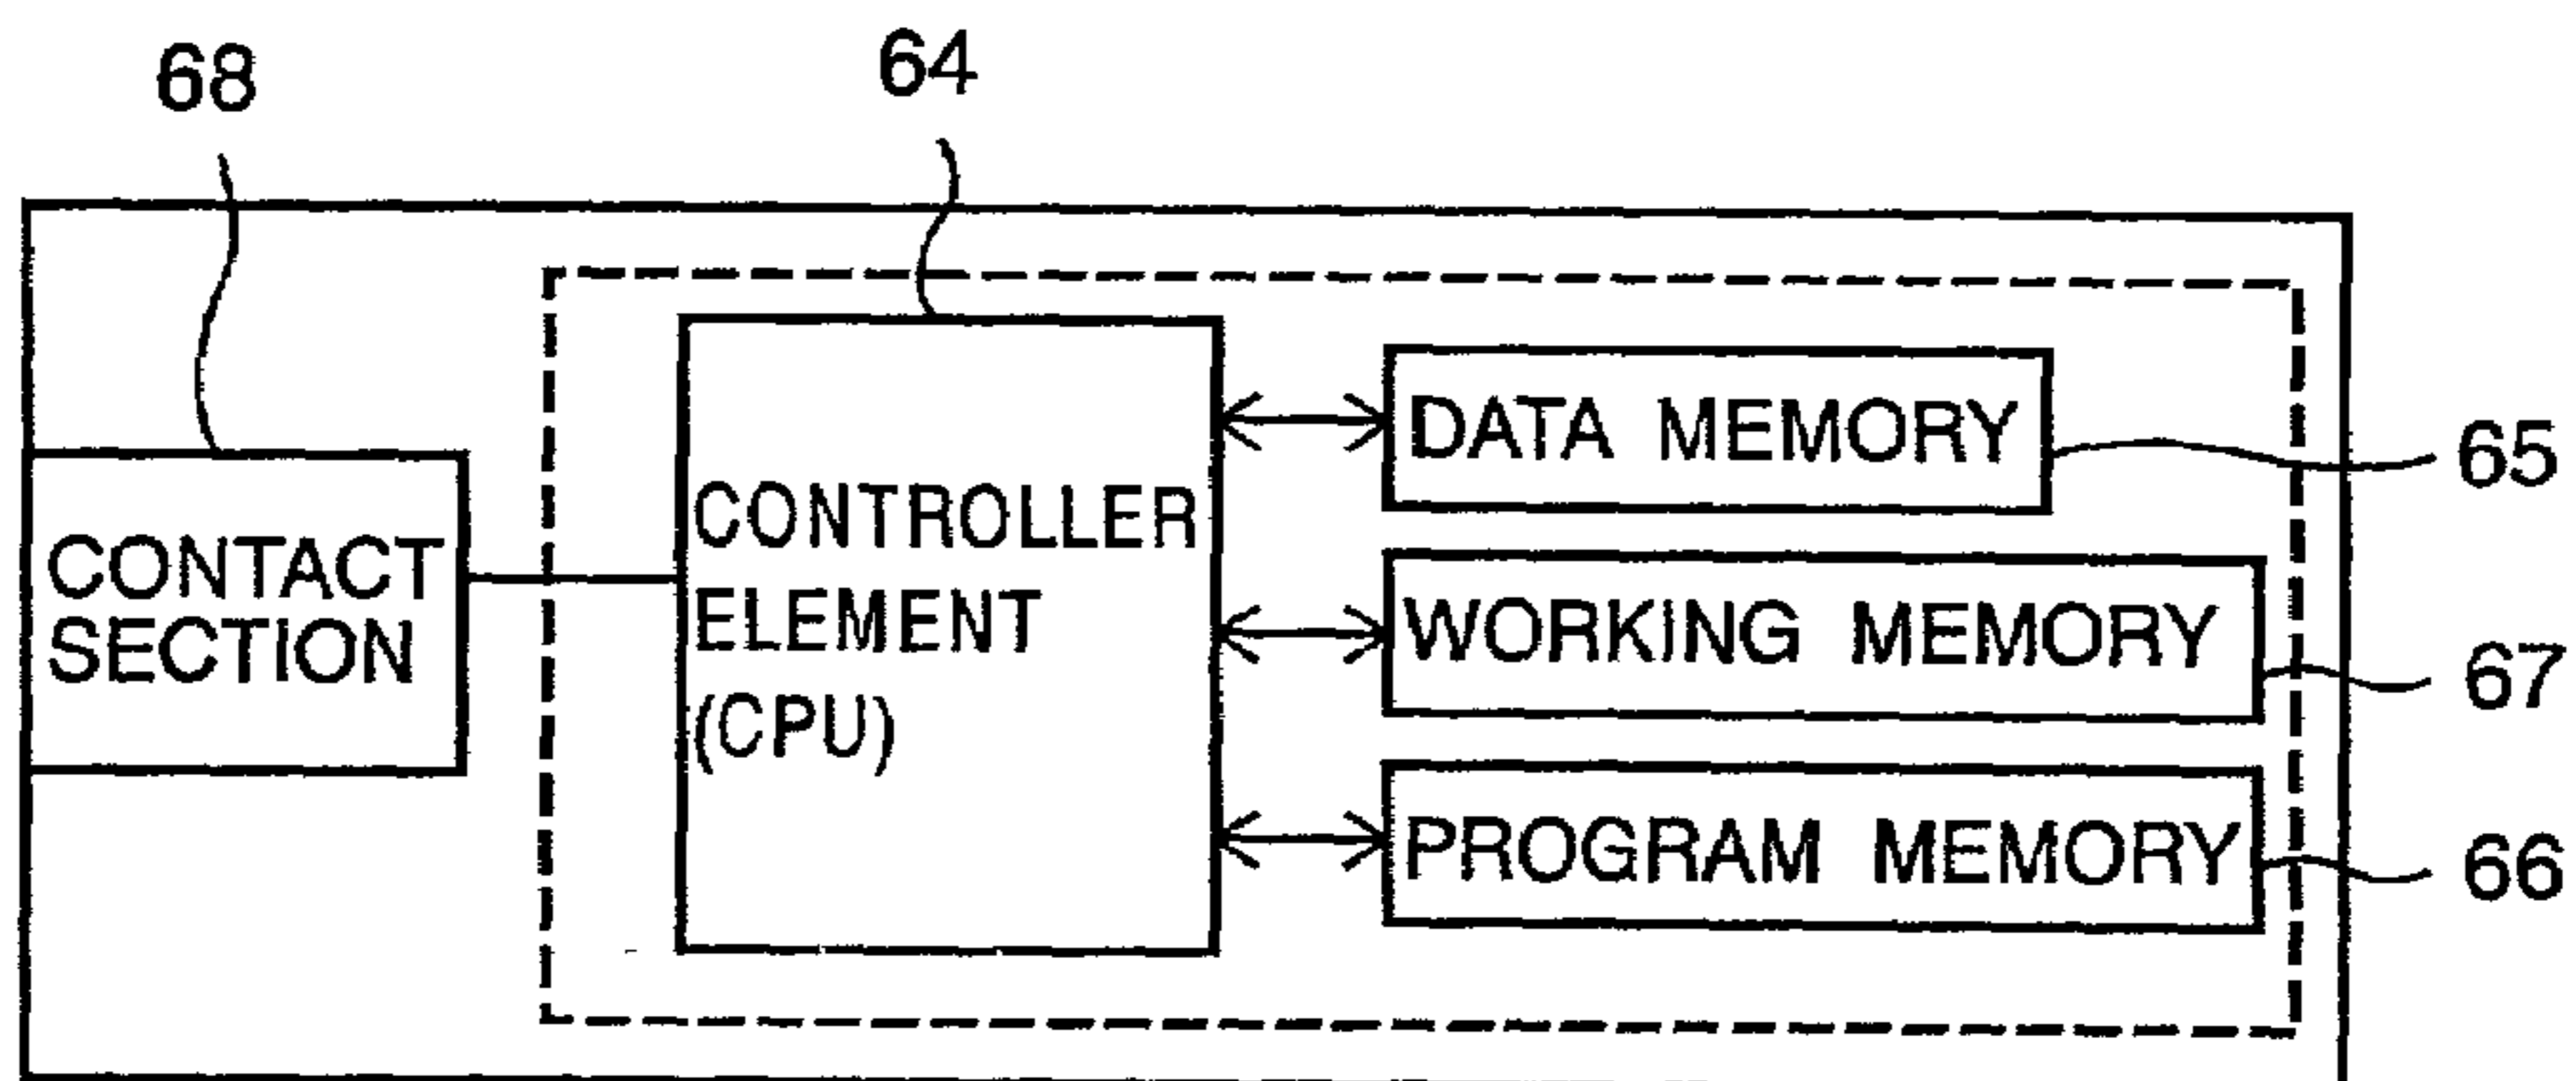 68
64
CONTACT
SECTION
CONTROLLER
ELEMENT
(CPU)
DATA MEMORY
65
WORKING MEMORY
67
PROGRAM MEMORY
66